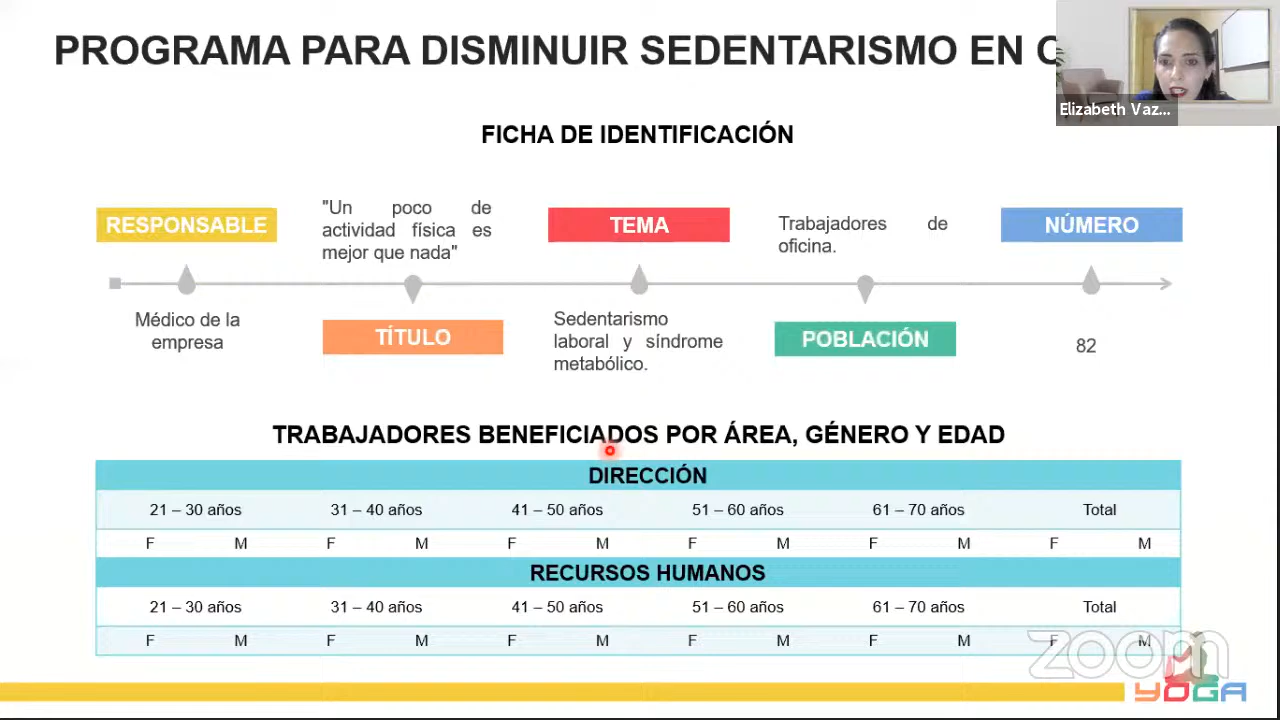 PROGRAMA PARA DISMINUIR SEDENTARISMO EN
Elizabeth Vaz...
FICHA DE IDENTIFICACIÓN
RESPONSABLE
Médico de la
empresa
"Un poco de
actividad física es
mejor que nada"
TÍTULO
TEMA
Sedentarismo
laboral y síndrome
metabólico.
Trabajadores de
oficina.
POBLACIÓN
NÚMERO
82
TRABAJADORES BENEFICIADOS POR ÁREA, GÉNERO Y EDAD
DIRECCIÓN
21 – 30 años 31 – 40 años 41 – 50 años 51 – 60 años 61 – 70 años Total
F M F M F M F M F M F M
RECURSOS HUMANOS
21 – 30 años 31 – 40 años 41 – 50 años 51 – 60 años 61 – 70 años Total
F M F M F M F M F M F M
zoom
YOGA